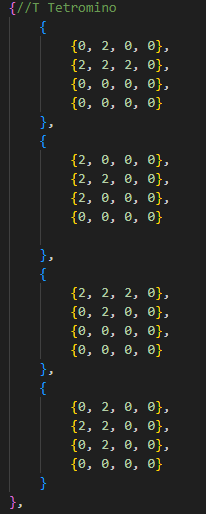 {//T Tetromino
    {
        {0, 2, 0, 0},
        {2, 2, 2, 0},
        {0, 0, 0, 0},
        {0, 0, 0, 0}
    },
    {
        {2, 0, 0, 0},
        {2, 2, 0, 0},
        {2, 0, 0, 0},
        {0, 0, 0, 0}

    },
    {
        {2, 2, 2, 0},
        {0, 2, 0, 0},
        {0, 0, 0, 0},
        {0, 0, 0, 0}
    },
    {
        {0, 2, 0, 0},
        {2, 2, 0, 0},
        {0, 2, 0, 0},
        {0, 0, 0, 0}
    }
},